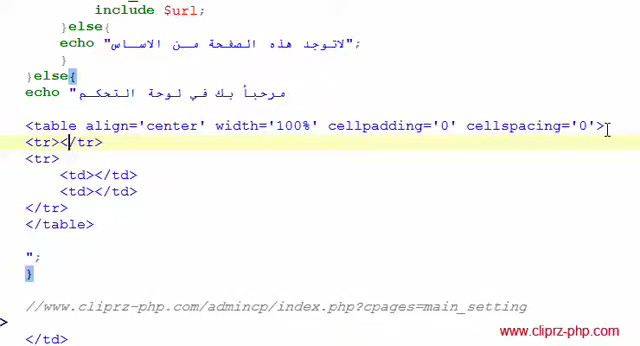 include $url;
}else{
echo "لاتوجد هذه الصفحة من الاساس";
}
}else{
echo "مرحبأ بك في لوحة التحكم
<table align='center' width='100%' cellpadding='0' cellspacing='0'>
<tr></tr>
<tr>
<td></td>
<td></td>
</tr>
</table>
";
}
//www.cliprz-php.com/admincp/index.php?cpages=main_setting
>
</td>
www.cliprz-php.com